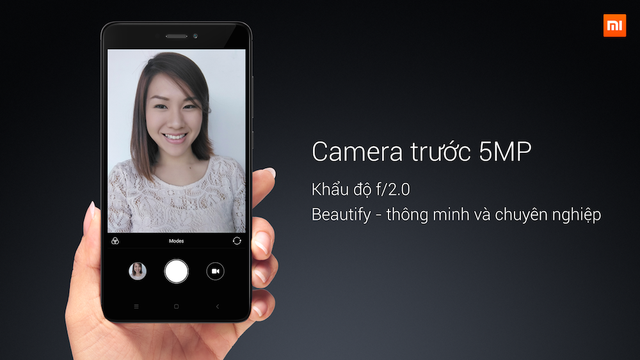 mi
Camera trước 5MP
Khẩu độ f/2.0
Beautify - thông minh và chuyên nghiệp
Modes